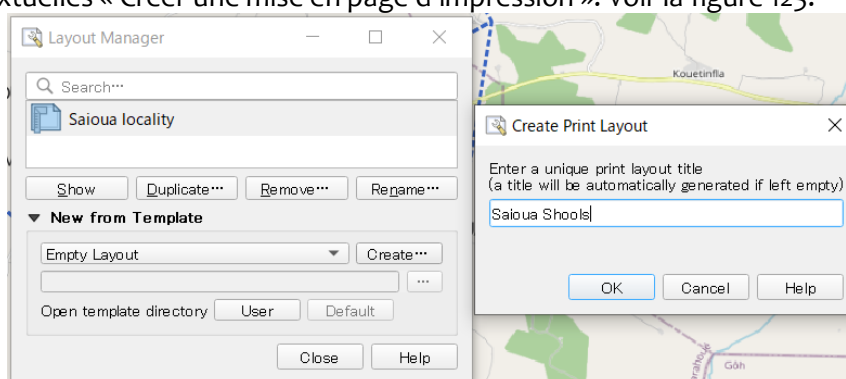 xtuelles « Créer une mise en page d'impression ». Voir la figure 125.
Layout Manager
Search…
Saioua locality
Show Duplicate… Remove… Rename…
New from Template
Empty Layout Create…
...
Open template directory User Default
Close Help
Kouetinfla
Create Print Layout
Enter a unique print layout title
(a title will be automatically generated if left empty)
Saioua Shools
OK Cancel Help
Gôh